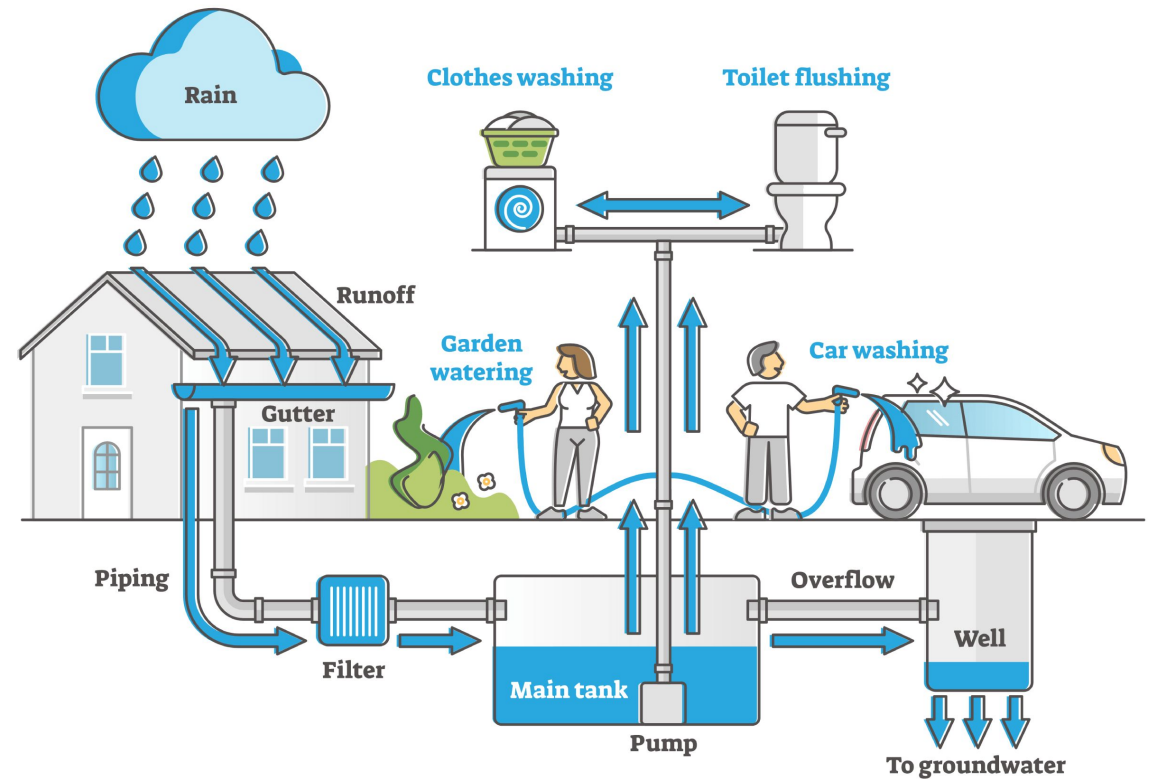 Rain
Clothes washing
Toilet flushing
Runoff
Garden
watering
Car washing
Gutter
Piping
Filter
Overflow
Well
Main tank
Pump
To groundwater